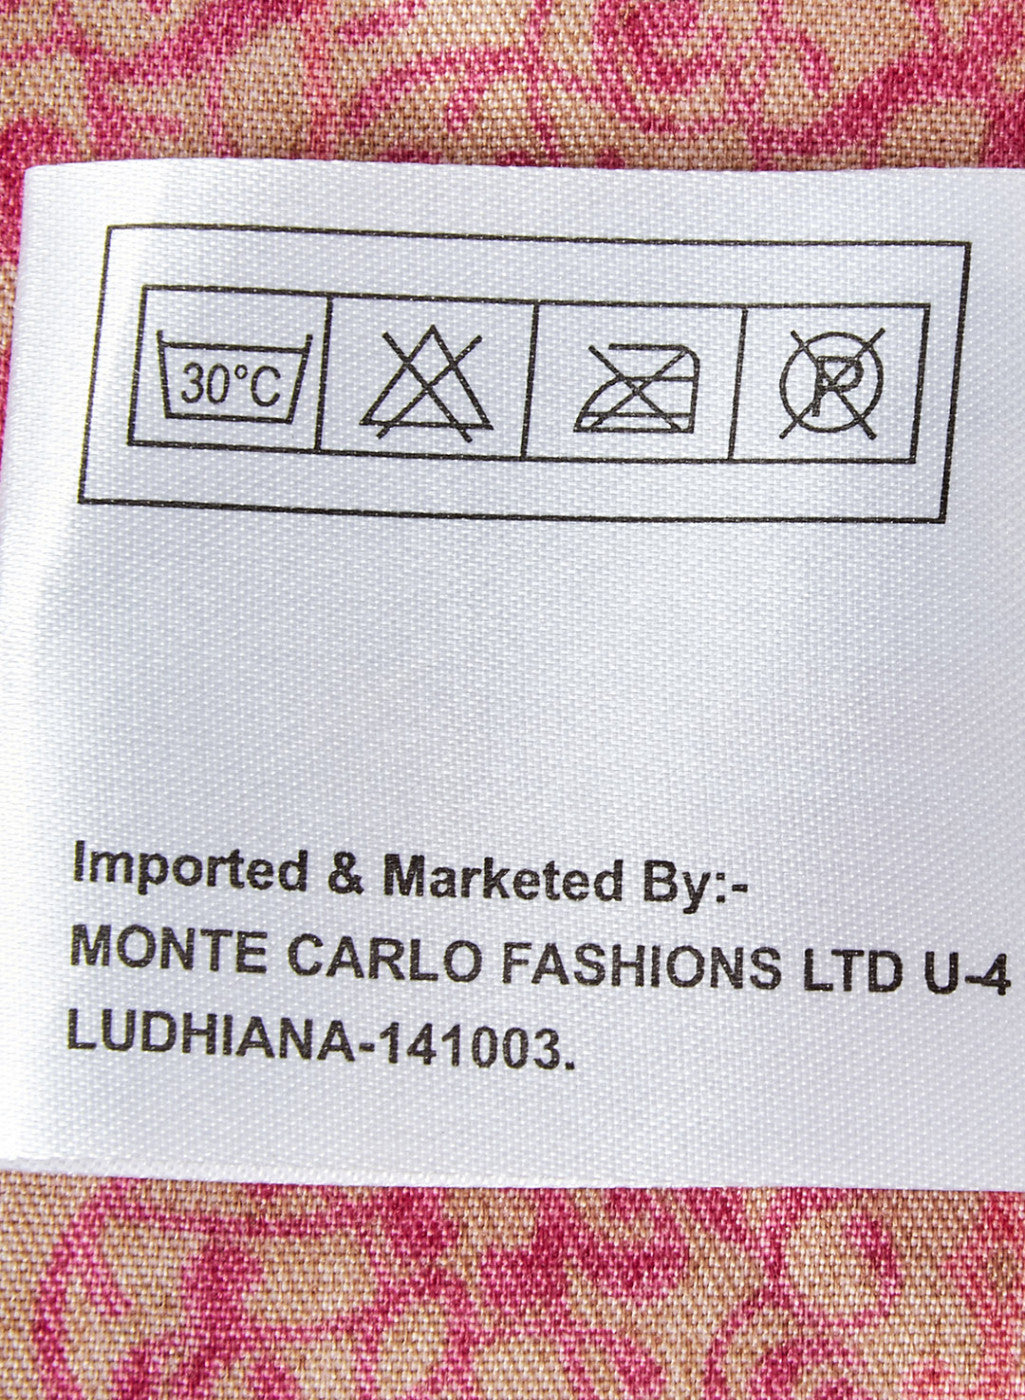 30°C
P
Imported & Marketed By:-
MONTE CARLO FASHIONS LTD U-4
LUDHIANA-141003.